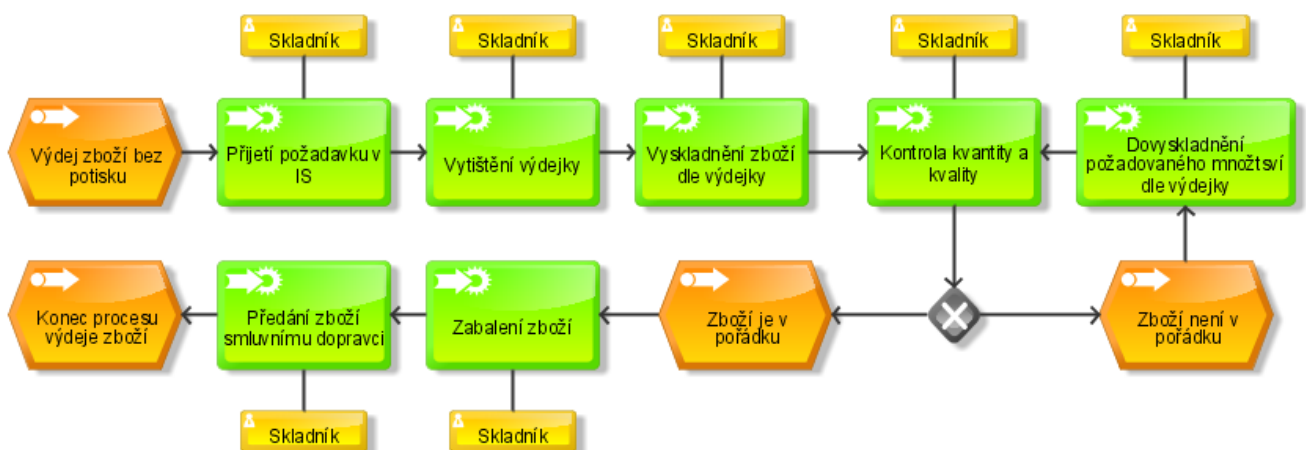 Skladník
Skladník
Skladník
Skladník
Skladník
Výdej zboží bez
potisku
Přijetí požadavku v
IS
Vytištění výdejky
Vyskladnění zboží
dle výdejky
Kontrola kvantity a
kvality
Dovyskladnění
požadovaného množtsví
dle výdejky
Konec procesu
výdeje zboží
Předání zboží
smluvnímu dopravci
Zabalení zboží
Zboží je v
pořádku
Zboží není v
pořádku
Skladník
Skladník